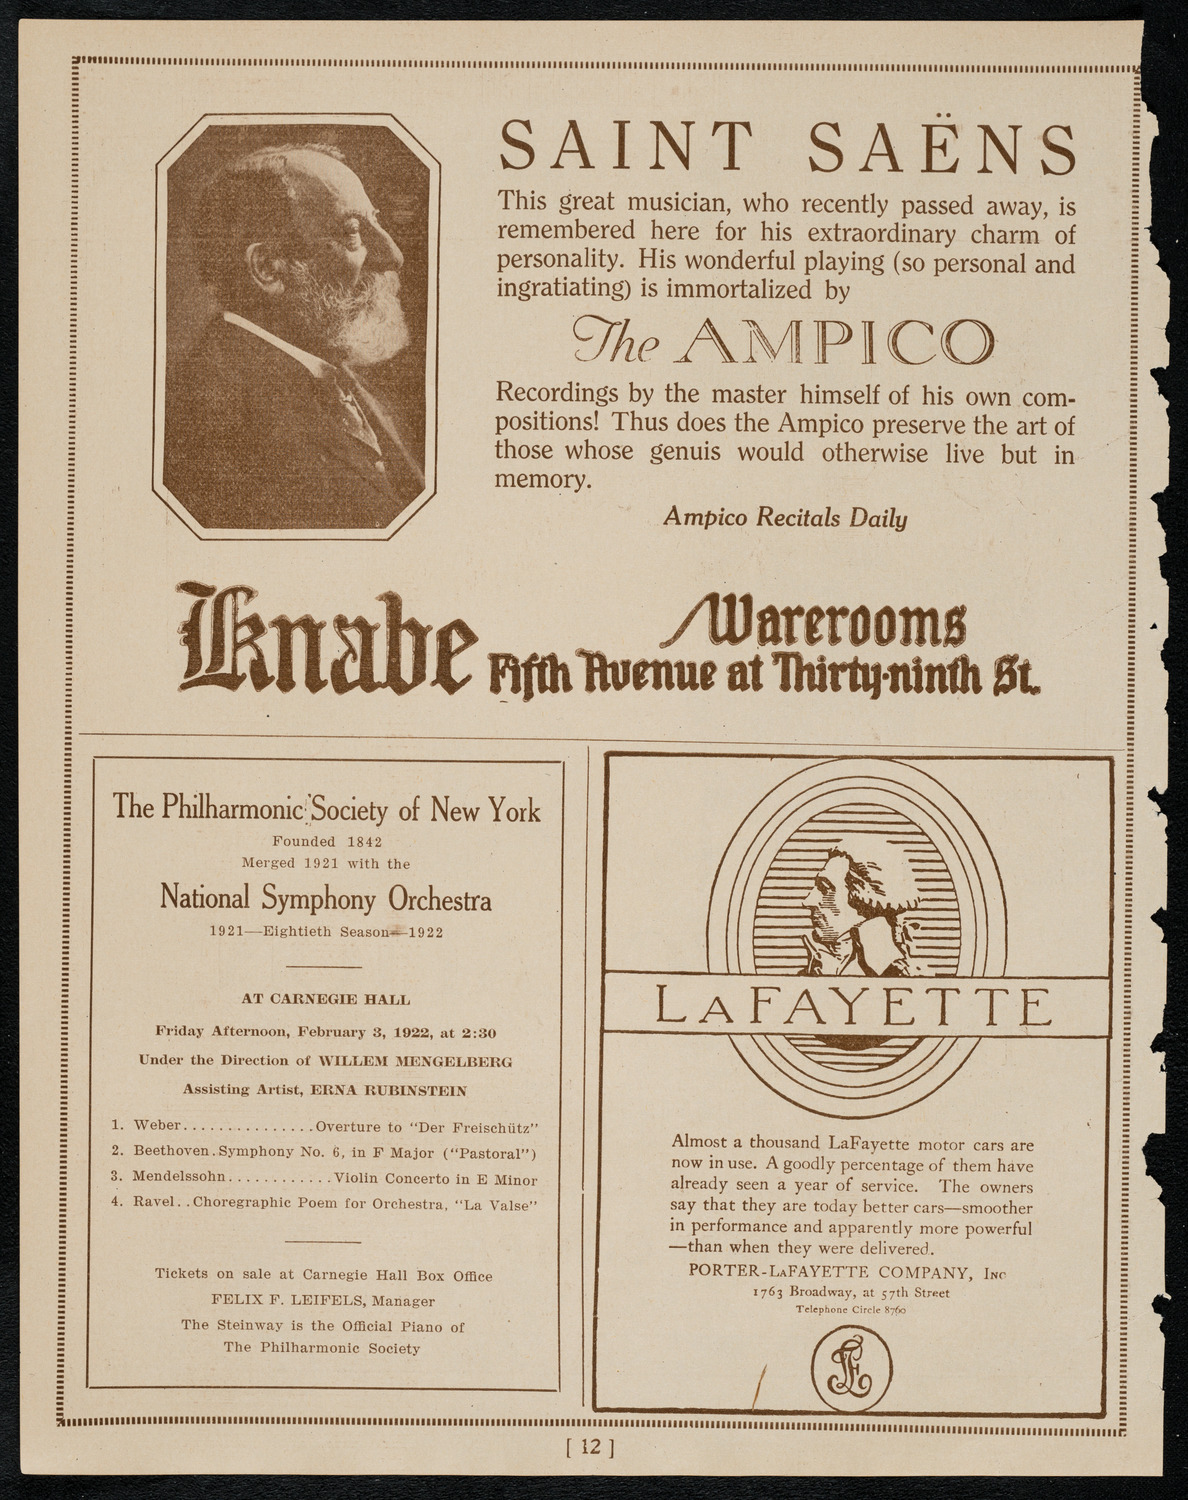 SAINT SAËNS
This great musician, who recently passed away, is
remembered here for his extraordinary charm of
personality. His wonderful playing (so personal and
ingratiating) is immortalized by
The AMPICO
Recordings by the master himself of his own com-
positions! Thus does the Ampico preserve the art of
those whose genuis would otherwise live but in
memory.
Ampico Recitals Daily
Knabe Warerooms
Fifth Avenue at Thirty-ninth St.
The Philharmonic Society of New York
Founded 1842
Merged 1921 with the
National Symphony Orchestra
1921—Eightieth Season—1922
AT CARNEGIE HALL
Friday Afternoon, February 3, 1922, at 2:30
Under the Direction of WILLEM MENGELBERG
Assisting Artist, ERNA RUBINSTEIN
1. Weber...............Overture to "Der Freischütz"
2. Beethoven.Symphony No. 6, in F Major ("Pastoral")
3. Mendelssohn............Violin Concerto in E Minor
4. Ravel..Choregraphic Poem for Orchestra, "La Valse"
Tickets on sale at Carnegie Hall Box Office
FELIX F. LEIFELS, Manager
The Steinway is the Official Piano of
The Philharmonic Society
LAFAYETTE
Almost a thousand LaFayette motor cars are
now in use. A goodly percentage of them have
already seen a year of service. The owners
say that they are today better cars—smoother
in performance and apparently more powerful
—than when they were delivered.
PORTER-LAFAYETTE COMPANY, INC
1763 Broadway, at 57th Street
Telephone Circle 8760
[ 12 ]